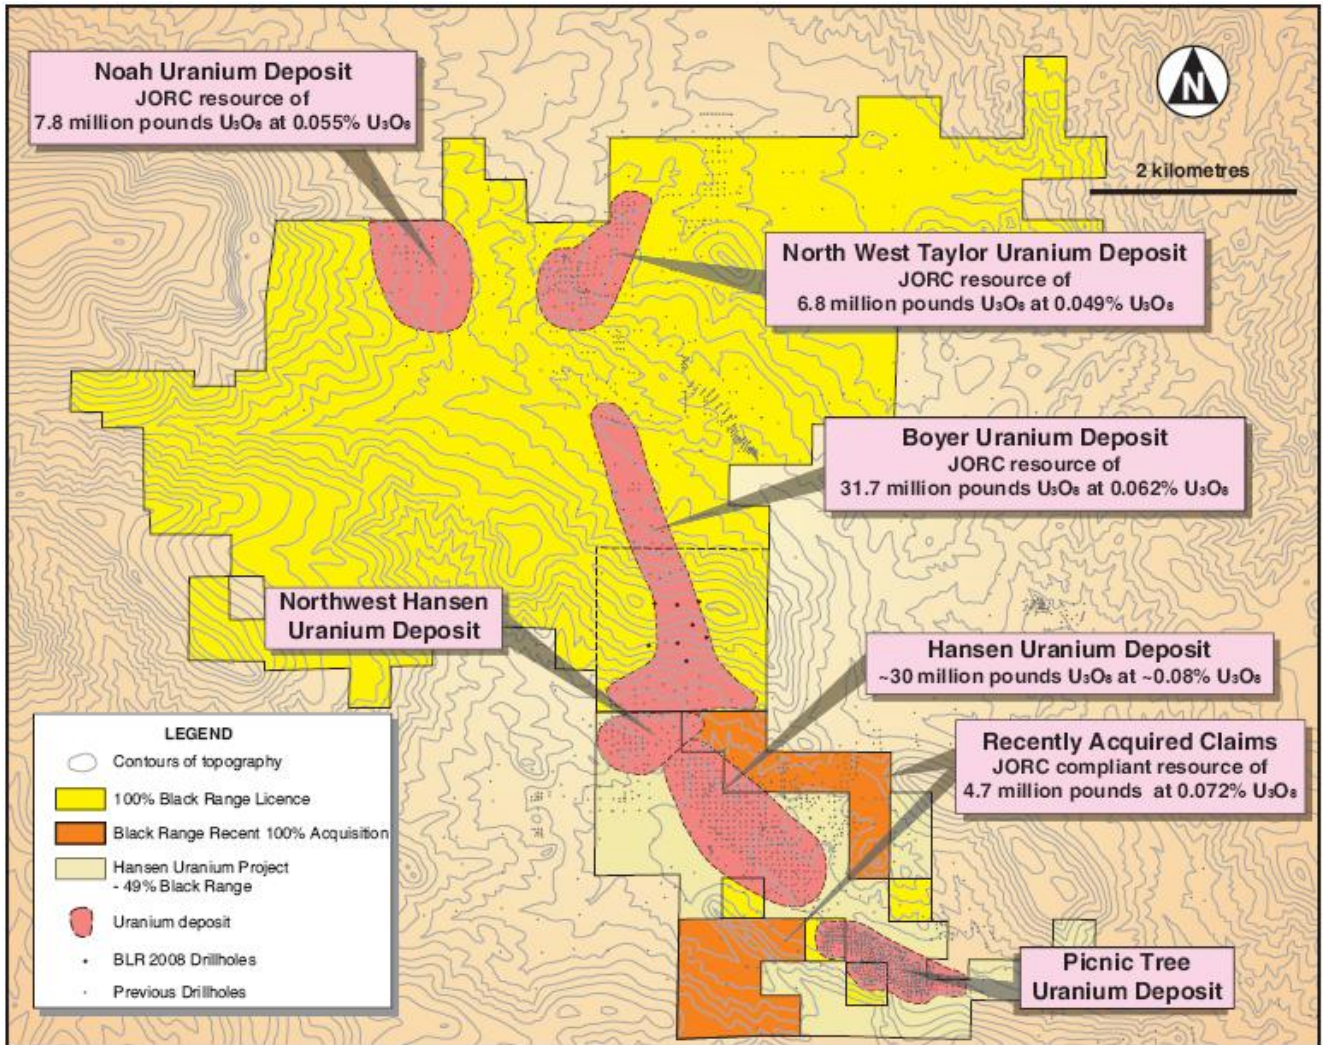 Noah Uranium Deposit
JORC resource of
7.8 million pounds U₃O₈ at 0.055% U₃O₈
N
2 kilometres
North West Taylor Uranium Deposit
JORC resource of
6.8 million pounds U₃O₈ at 0.049% U₃O₈
Boyer Uranium Deposit
JORC resource of
31.7 million pounds U₃O₈ at 0.062% U₃O₈
Northwest Hansen
Uranium Deposit
Hansen Uranium Deposit
~30 million pounds U₃O₈ at ~0.08% U₃O₈
Recently Acquired Claims
JORC compliant resource of
4.7 million pounds at 0.072% U₃O₈
Picnic Tree
Uranium Deposit
LEGEND
Contours of topography
100% Black Range Licence
Black Range Recent 100% Acquisition
Hansen Uranium Project
- 49% Black Range
Uranium deposit
BLR 2008 Drillholes
Previous Drillholes